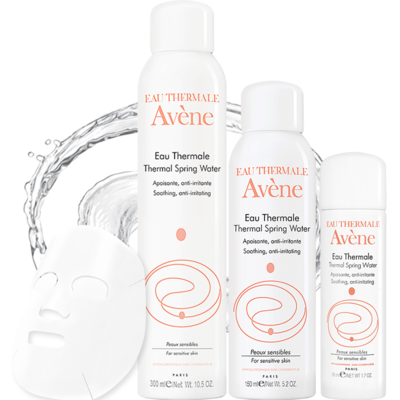 EAU THERMALE
Avène
Eau Thermale
Thermal Spring Water
Apaisante, anti-irritante
Soothing, anti-irritating
Peaux sensibles
For sensitive skin
PARIS
300 ml e/Net Wt. 10.5 OZ.
EAU THERMALE
Avène
Eau Thermale
Thermal Spring Water
Apaisante, anti-irritante
Soothing, anti-irritating
Peaux sensibles
For sensitive skin
PARIS
150 ml e/Net Wt. 5.2 OZ.
EAU THERMALE
Avène
Eau Thermale
Thermal Spring Water
Apaisante, anti-irritante
Soothing, anti-irritating
Peaux sensibles
For sensitive skin
PARIS